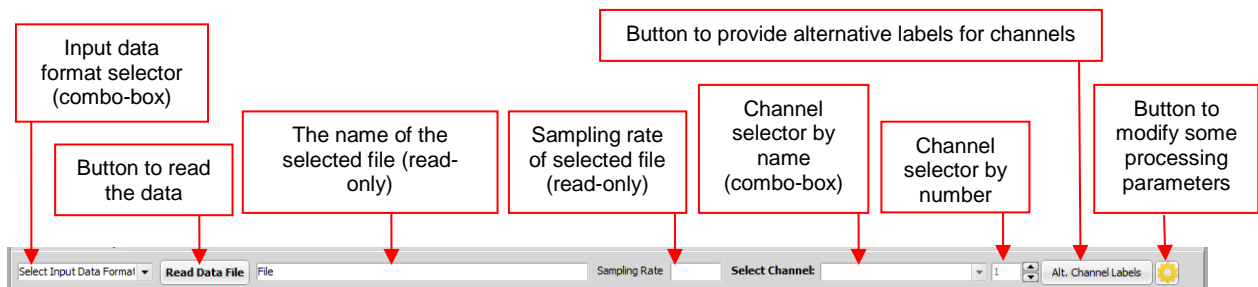 Input data
format selector
(combo-box)
Button to read
the data
The name of the
selected file (read-
only)
Sampling rate
of selected file
(read-only)
Button to provide alternative labels for channels
Channel
selector by
name
(combo-box)
Channel
selector by
number
Button to
modify some
processing
parameters
Select Input Data Format Read Data File File Sampling Rate Select Channel: 1 Alt. Channel Labels